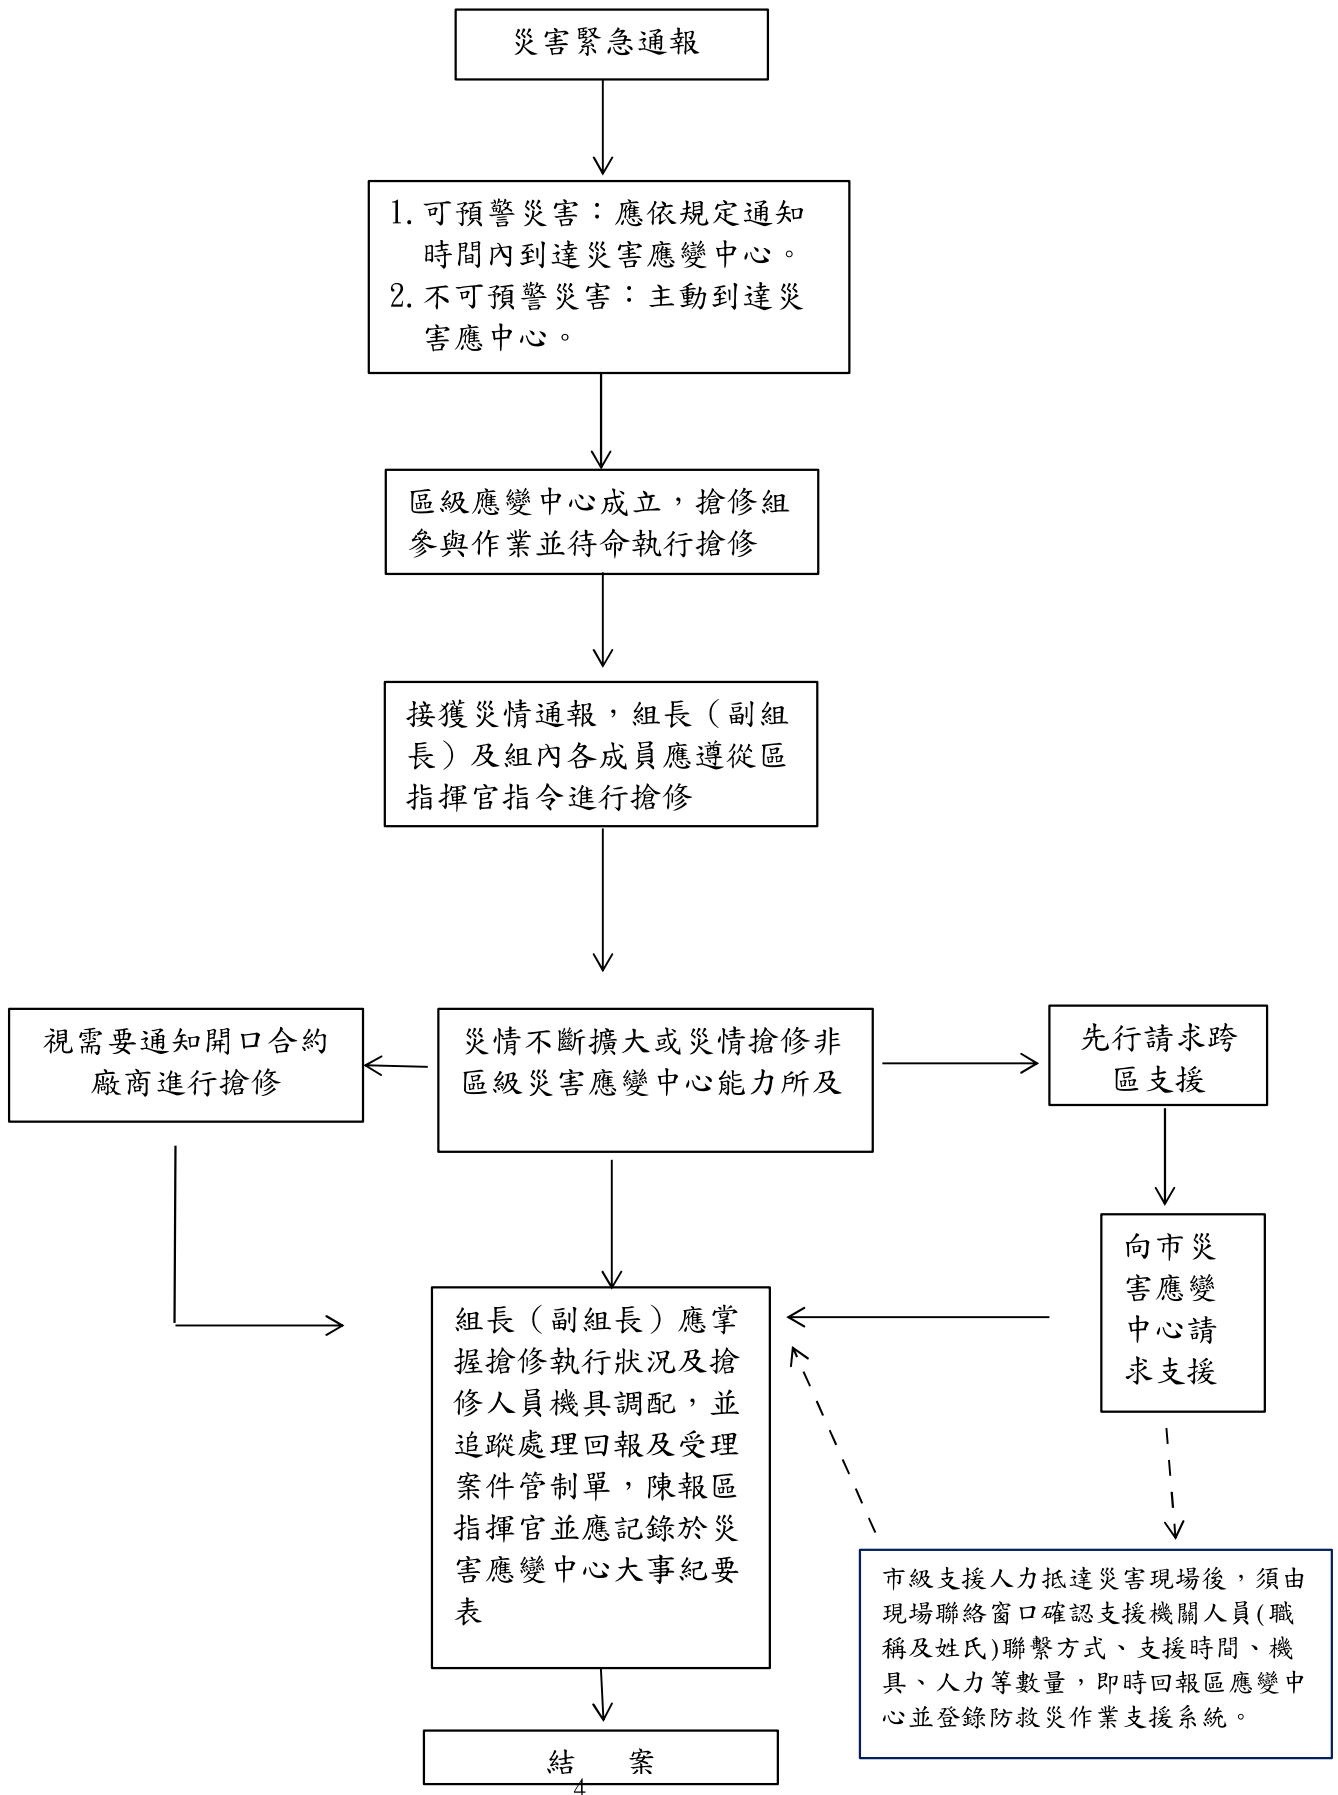 災害緊急通報
1. 可預警災害：應依規定通知
時間內到達災害應變中心。
2. 不可預警災害：主動到達災
害應中心。
區級應變中心成立，搶修組
參與作業並待命執行搶修
接獲災情通報，組長（副組
長）及組內各成員應遵從區
指揮官指令進行搶修
視需要通知開口合約
廠商進行搶修
災情不斷擴大或災情搶修非
區級災害應變中心能力所及
先行請求跨
區支援
向市災
害應變
中心請
求支援
組長（副組長）應掌
握搶修執行狀況及搶
修人員機具調配，並
追蹤處理回報及受理
案件管制單，陳報區
指揮官並應記錄於災
害應變中心大事紀要
表
市級支援人力抵達災害現場後，須由
現場聯絡窗口確認支援機關人員(職
稱及姓氏)聯繫方式、支援時間、機
具、人力等數量，即時回報區應變中
心並登錄防救災作業支援系統。
結　案
4